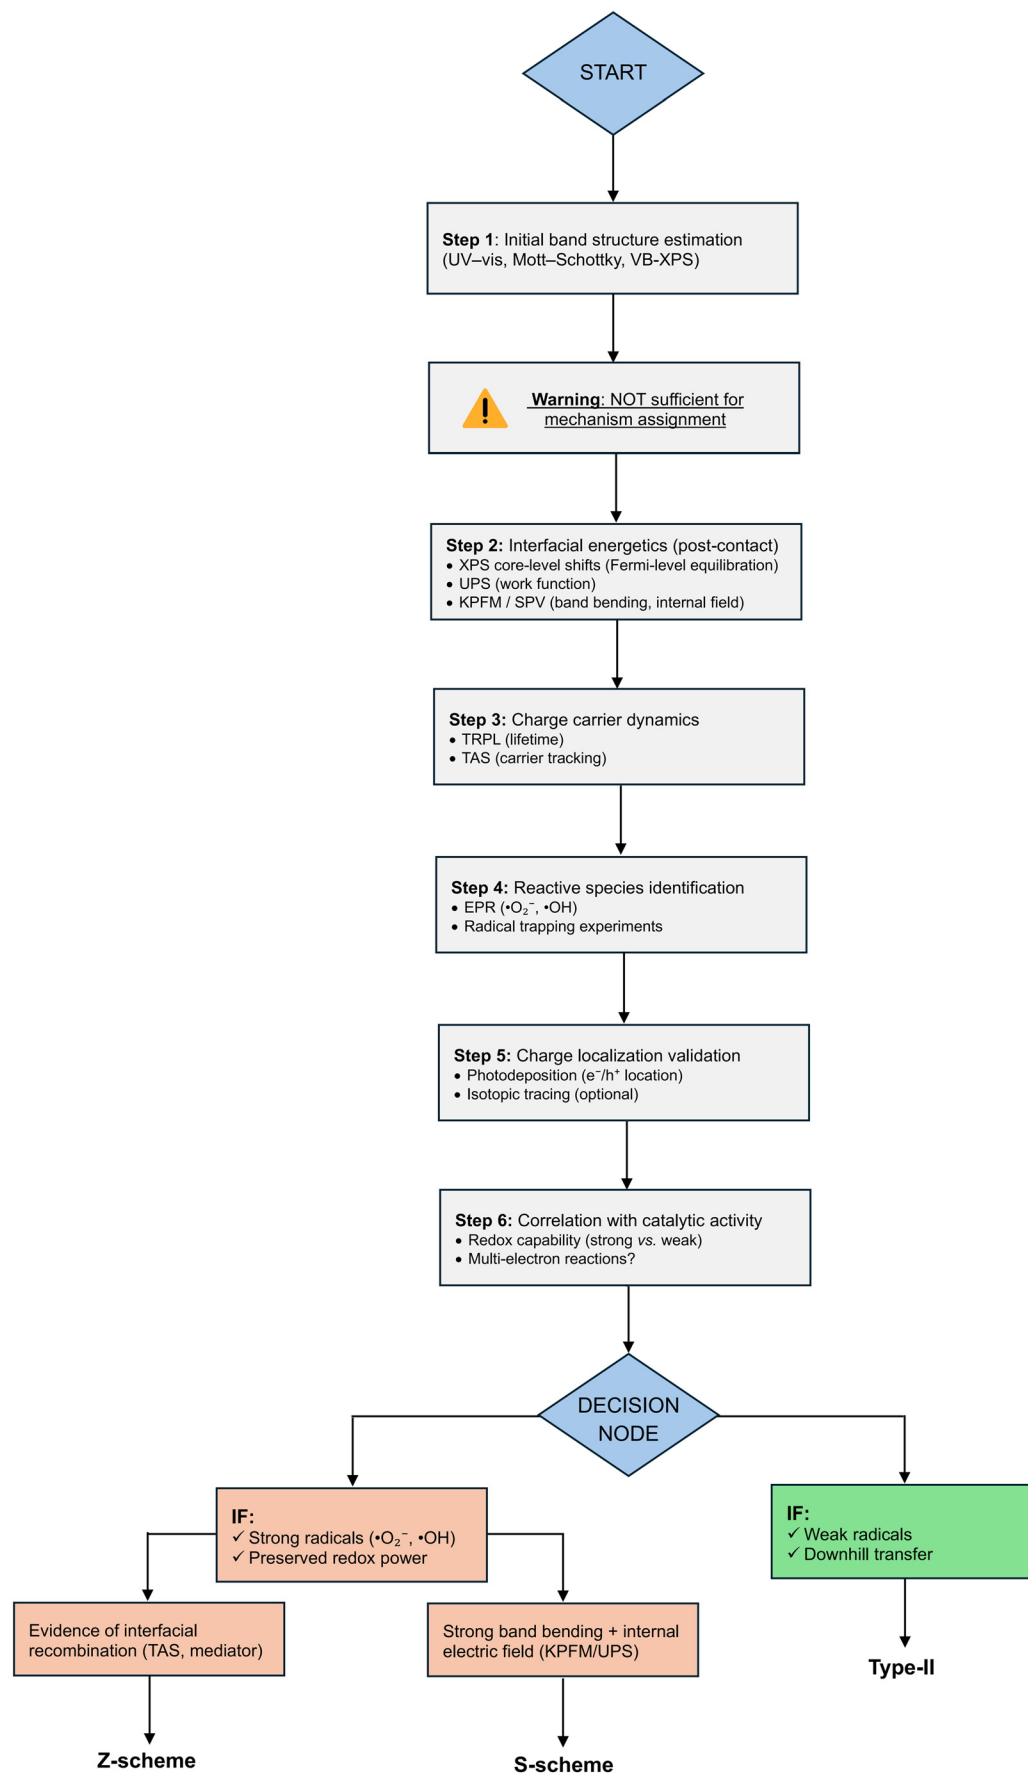 START
Step 1: Initial band structure estimation
(UV–vis, Mott–Schottky, VB-XPS)
Warning: NOT sufficient for
mechanism assignment
Step 2: Interfacial energetics (post-contact)
• XPS core-level shifts (Fermi-level equilibration)
• UPS (work function)
• KPFM / SPV (band bending, internal field)
Step 3: Charge carrier dynamics
• TRPL (lifetime)
• TAS (carrier tracking)
Step 4: Reactive species identification
• EPR (•O₂⁻, •OH)
• Radical trapping experiments
Step 5: Charge localization validation
• Photodeposition (e⁻/h⁺ location)
• Isotopic tracing (optional)
Step 6: Correlation with catalytic activity
• Redox capability (strong vs. weak)
• Multi-electron reactions?
DECISION
NODE
IF:
✓ Strong radicals (•O₂⁻, •OH)
✓ Preserved redox power
IF:
✓ Weak radicals
✓ Downhill transfer
Evidence of interfacial
recombination (TAS, mediator)
Strong band bending + internal
electric field (KPFM/UPS)
Type-II
Z-scheme
S-scheme